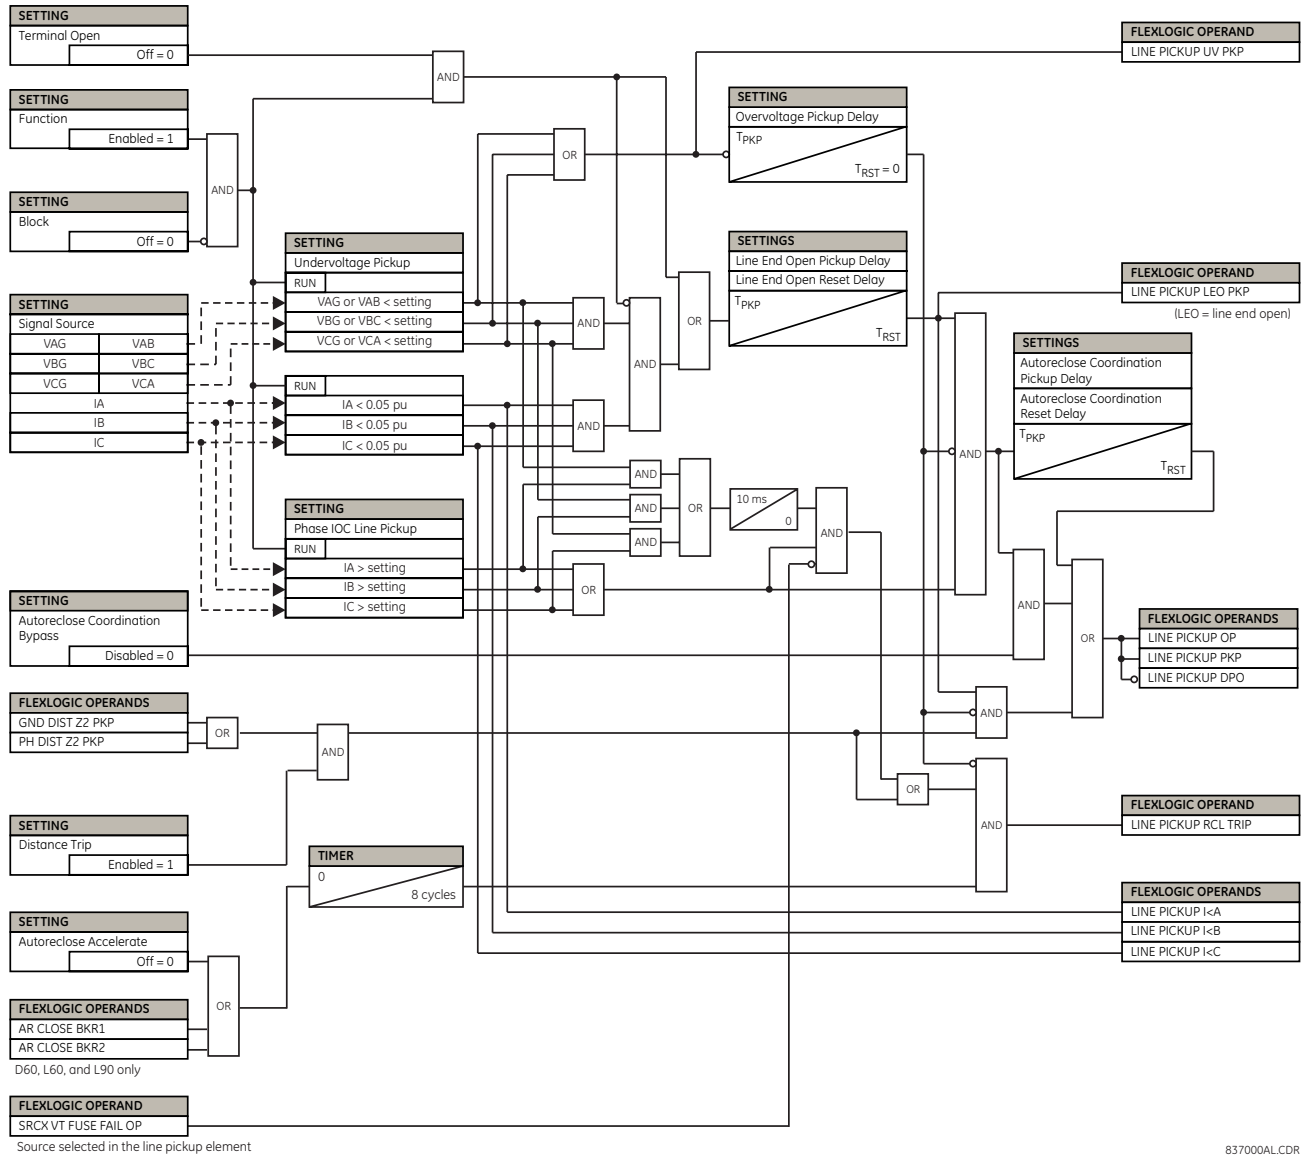 SETTING
Terminal Open
Off = 0
SETTING
Function
Enabled = 1
SETTING
Block
Off = 0
AND
AND
SETTING
Signal Source
VAG VAB
VBG VBC
VCG VCA
IA
IB
IC
SETTING
Undervoltage Pickup
RUN
VAG or VAB < setting
VBG or VBC < setting
VCG or VCA < setting
RUN
IA < 0.05 pu
IB < 0.05 pu
IC < 0.05 pu
SETTING
Phase IOC Line Pickup
RUN
IA > setting
IB > setting
IC > setting
OR
AND
AND
AND
OR
AND
AND
AND
OR
OR
10 ms
0
AND
SETTING
Overvoltage Pickup Delay
TPKP
TRST = 0
SETTINGS
Line End Open Pickup Delay
Line End Open Reset Delay
TPKP
TRST
FLEXLOGIC OPERAND
LINE PICKUP UV PKP
FLEXLOGIC OPERAND
LINE PICKUP LEO PKP
(LEO = line end open)
AND
SETTINGS
Autoreclose Coordination
Pickup Delay
Autoreclose Coordination
Reset Delay
TPKP
TRST
AND
OR
FLEXLOGIC OPERANDS
LINE PICKUP OP
LINE PICKUP PKP
LINE PICKUP DPO
SETTING
Autoreclose Coordination
Bypass
Disabled = 0
FLEXLOGIC OPERANDS
GND DIST Z2 PKP
PH DIST Z2 PKP
OR
AND
AND
SETTING
Distance Trip
Enabled = 1
TIMER
0
8 cycles
OR
AND
FLEXLOGIC OPERAND
LINE PICKUP RCL TRIP
FLEXLOGIC OPERANDS
LINE PICKUP I<A
LINE PICKUP I<B
LINE PICKUP I<C
SETTING
Autoreclose Accelerate
Off = 0
OR
FLEXLOGIC OPERANDS
AR CLOSE BKR1
AR CLOSE BKR2
D60, L60, and L90 only
FLEXLOGIC OPERAND
SRCX VT FUSE FAIL OP
Source selected in the line pickup element
837000AL.CDR